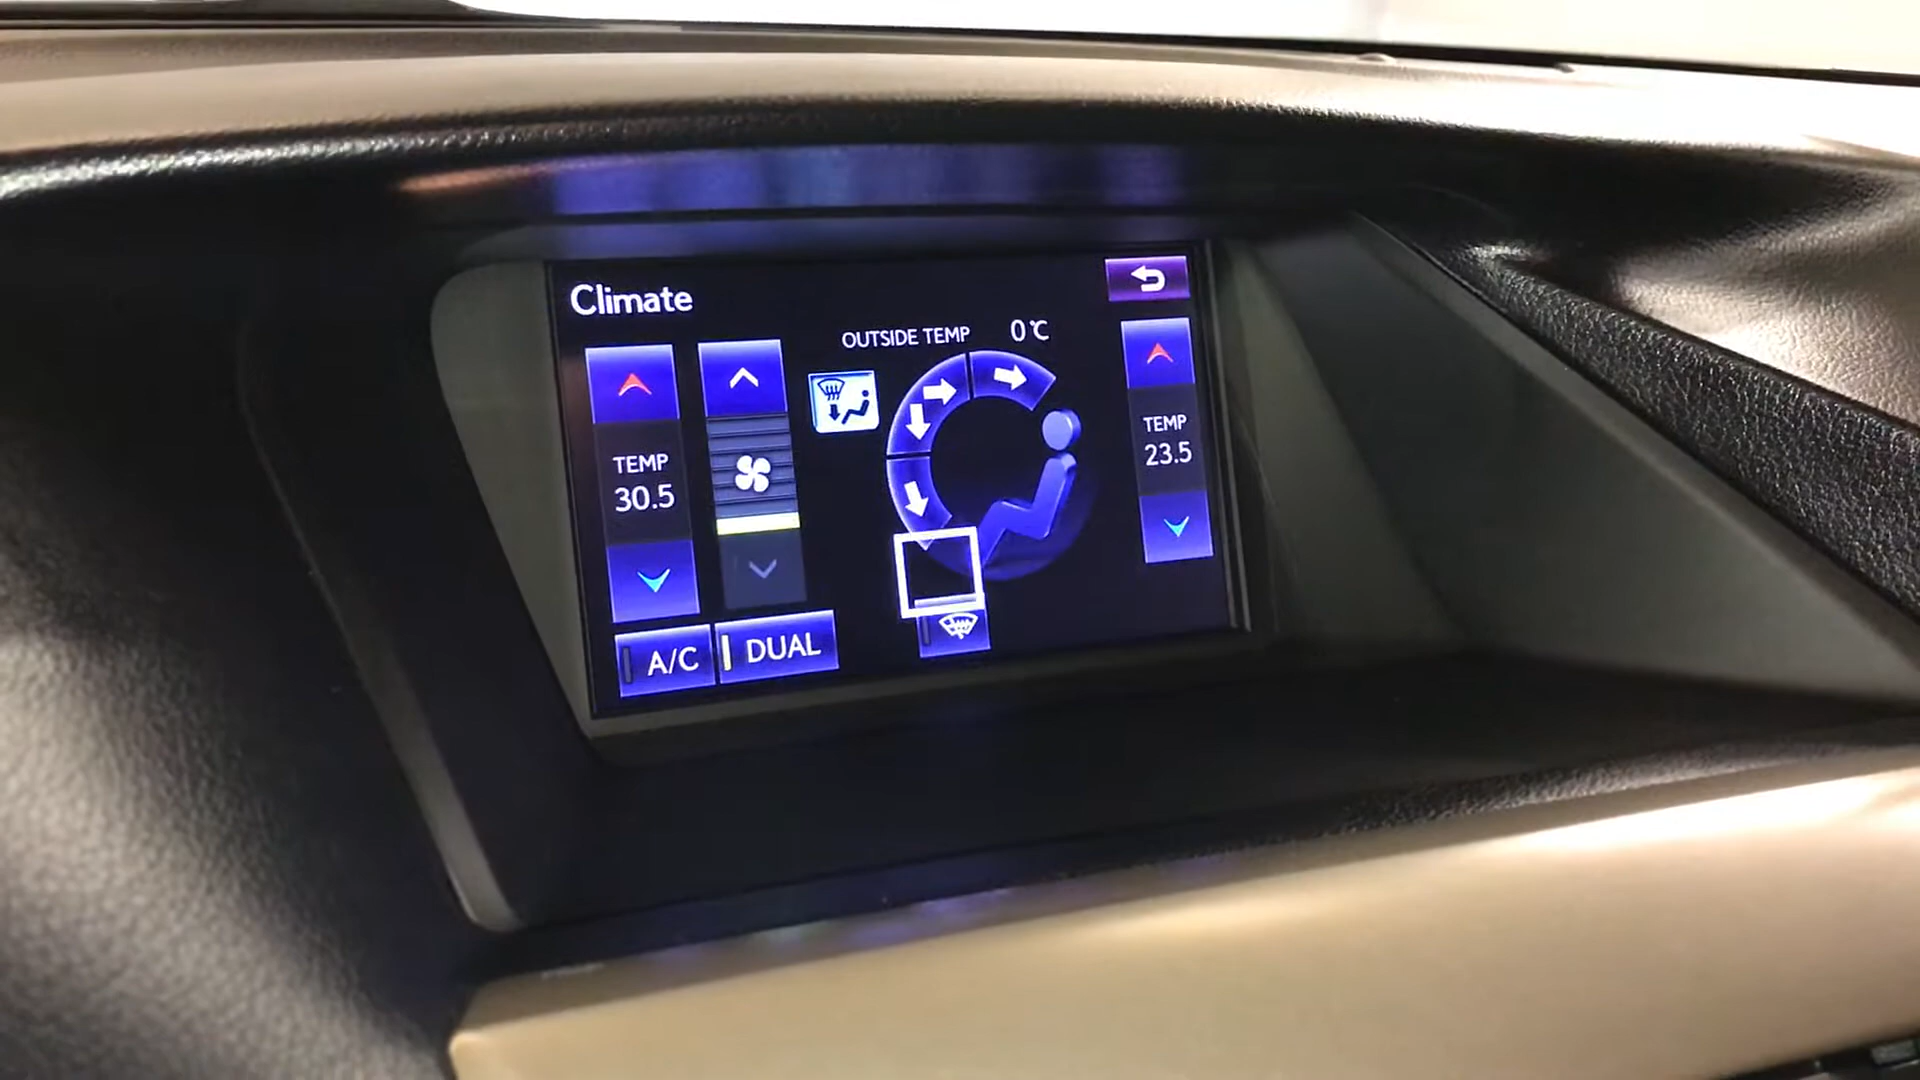 Climate
OUTSIDE TEMP 0°C
TEMP
30.5
TEMP
23.5
A/C
DUAL